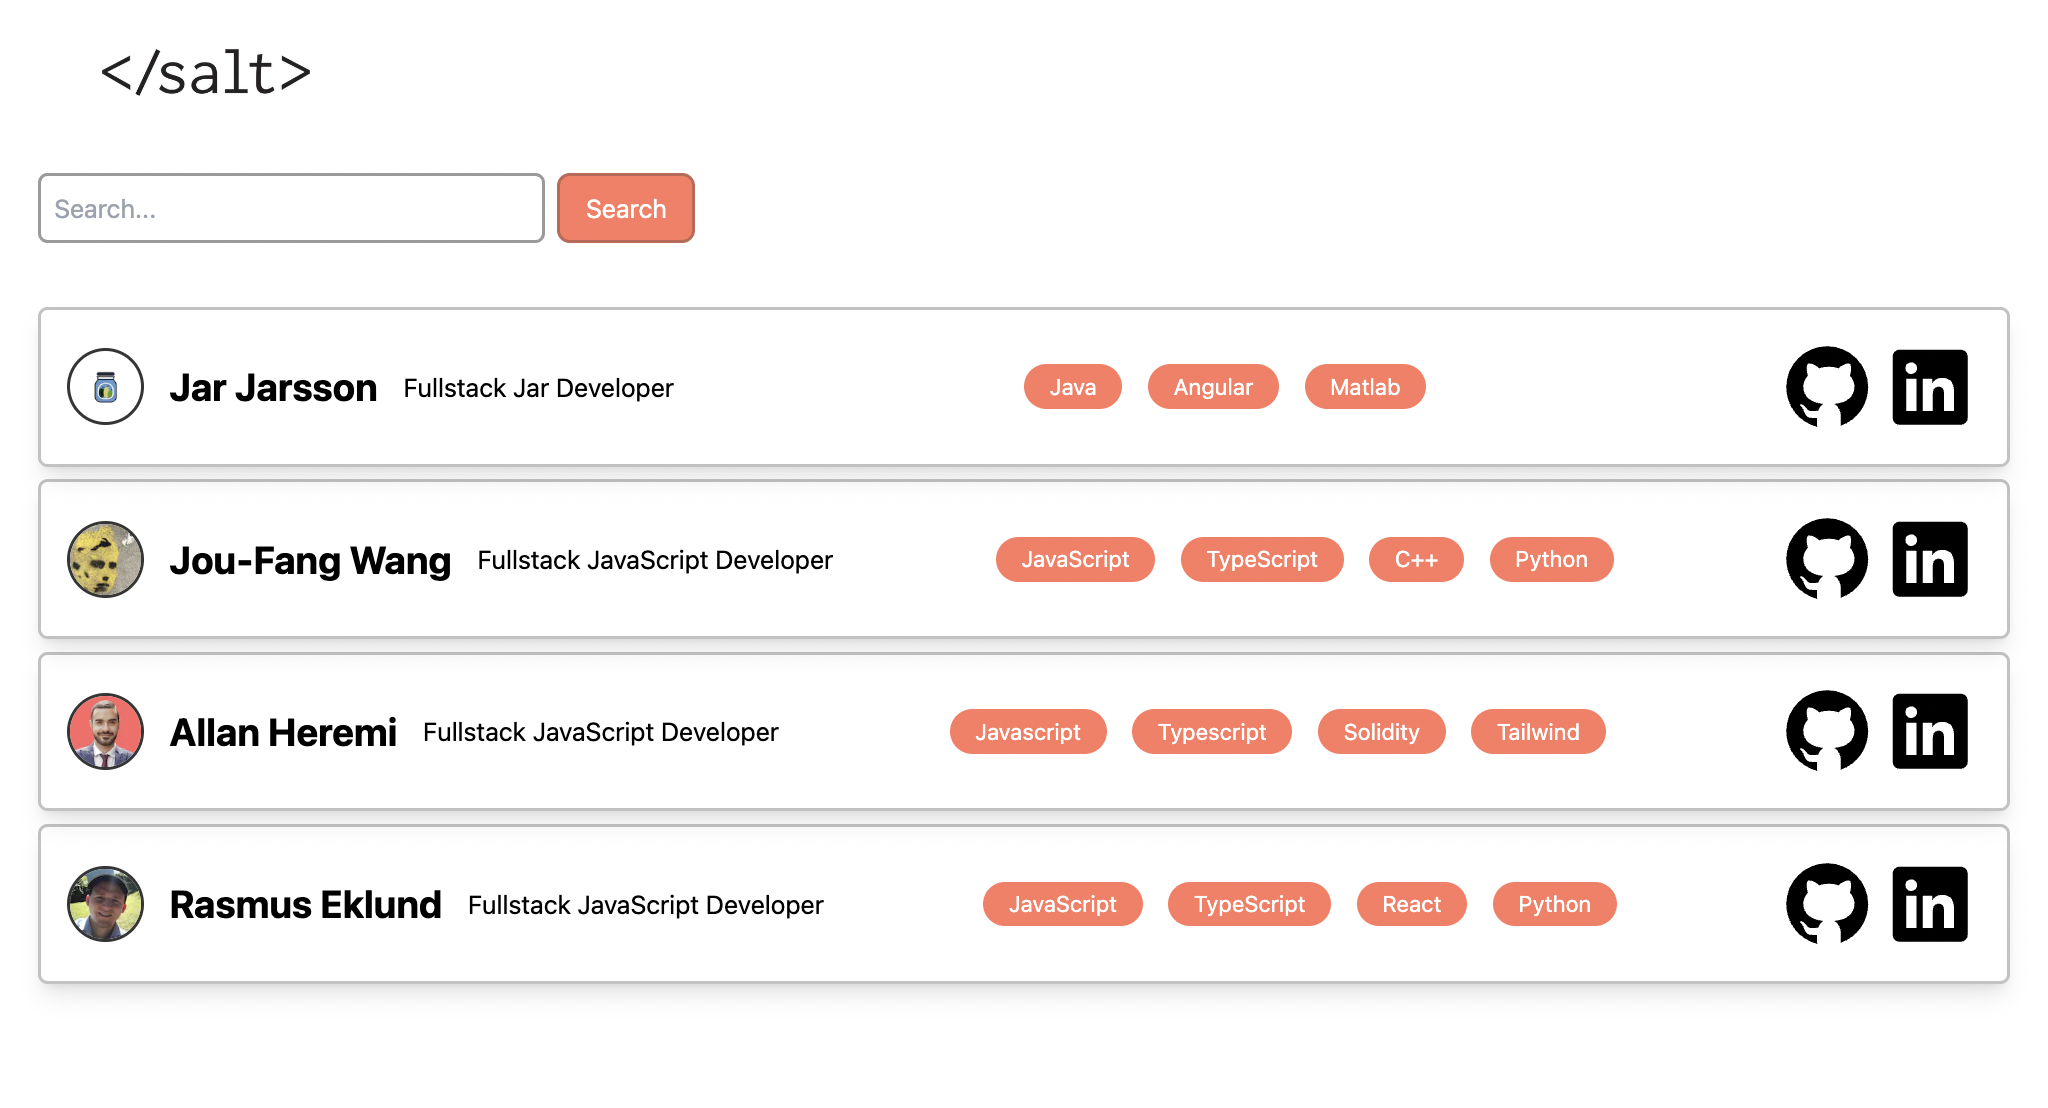 </salt>
Search...
Search
Jar Jarsson Fullstack Jar Developer Java Angular Matlab in
Jou-Fang Wang Fullstack JavaScript Developer JavaScript TypeScript C++ Python in
Allan Heremi Fullstack JavaScript Developer Javascript Typescript Solidity Tailwind in
Rasmus Eklund Fullstack JavaScript Developer JavaScript TypeScript React Python in